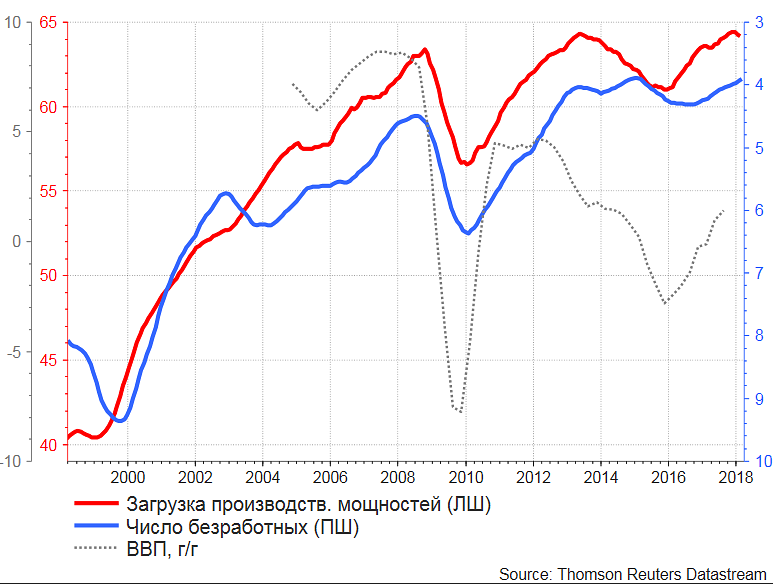 10 65 3
60 4
5 5
55 6
0 50 7
-5 45 8
40 9
-10 10
2000 2002 2004 2006 2008 2010 2012 2014 2016 2018
Загрузка производств. мощностей (ЛШ)
Число безработных (ПШ)
ВВП, г/г
Source: Thomson Reuters Datastream